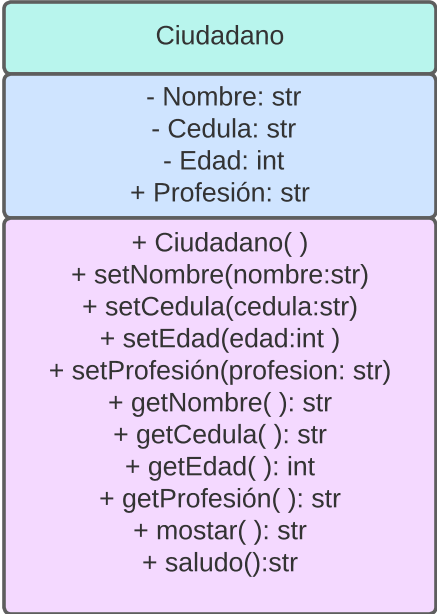 Ciudadano
- Nombre: str
- Cedula: str
- Edad: int
+ Profesión: str
+ Ciudadano( )
+ setNombre(nombre:str)
+ setCedula(cedula:str)
+ setEdad(edad:int )
+ setProfesión(profesion: str)
+ getNombre( ): str
+ getCedula( ): str
+ getEdad( ): int
+ getProfesión( ): str
+ mostar( ): str
+ saludo():str